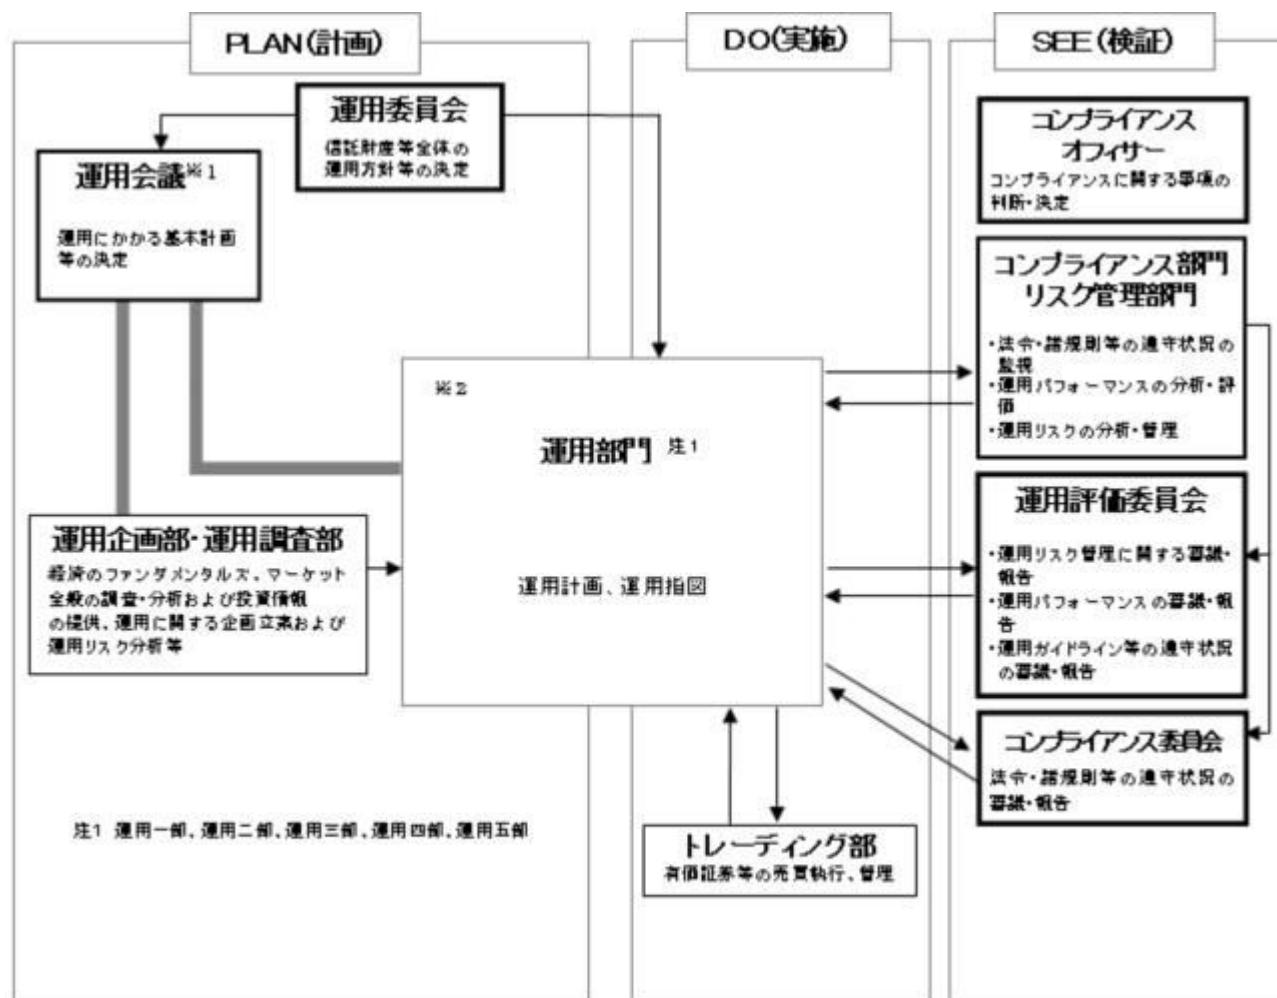 PLAN(計画)
運用委員会
信託財産等全体の
運用方針等の決定
運用会議※1
運用にかかる基本計画
等の決定
運用企画部・運用調査部
経済のファンダメンタルズ、マーケット
全般の調査・分析および投資情報
の提供、運用に関する企画立案および
運用リスク分析等
注1 運用一部、運用二部、運用三部、運用四部、運用五部
DO(実施)
※2
運用部門 注1
運用計画、運用指図
トレーディング部
有価証券等の売買執行、管理
SEE(検証)
コンプライアンス
オフィサー
コンプライアンスに関する事項の
判断・決定
コンプライアンス部門
リスク管理部門
・法令・諸規則等の遵守状況の
監視
・運用パフォーマンスの分析・評
価
・運用リスクの分析・管理
運用評価委員会
・運用リスク管理に関する審議・
報告
・運用パフォーマンスの審議・報
告
・運用ガイドライン等の遵守状況
の審議・報告
コンプライアンス委員会
法令・諸規則等の遵守状況の
審議・報告